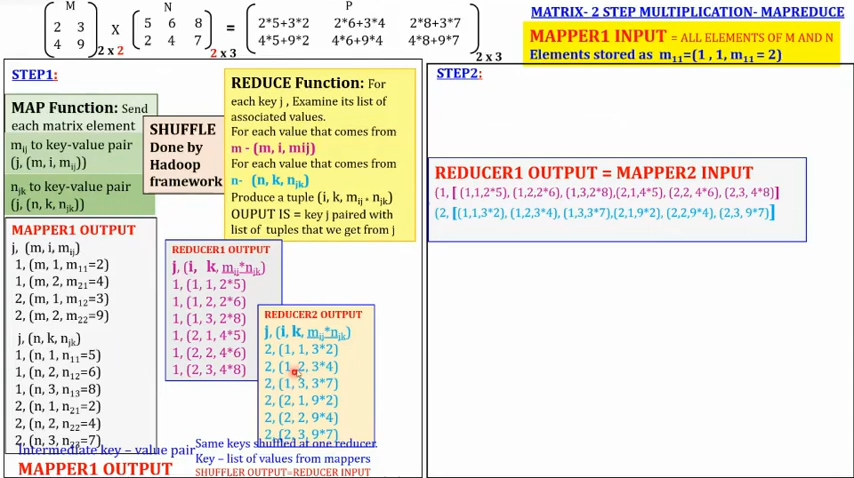 M N P
2 3
4 9
2 x 2
X
5 6 8
2 4 7
2 x 3
=
2*5+3*2 2*6+3*4 2*8+3*7
4*5+9*2 4*6+9*4 4*8+9*7
2 x 3
MATRIX- 2 STEP MULTIPLICATION- MAPREDUCE
MAPPER1 INPUT = ALL ELEMENTS OF M AND N
Elements stored as m11=(1 , 1, m11 = 2)
STEP1:
MAP Function: Send
each matrix element
mij to key-value pair
(j, (m, i, mij))
njk to key-value pair
(j, (n, k, njk))
SHUFFLE
Done by
Hadoop
framework
REDUCE Function: For
each key j , Examine its list of
associated values.
For each value that comes from
m - (m, i, mij)
For each value that comes from
n- (n, k, njk)
Produce a tuple (i, k, mij * njk)
OUPUT IS = key j paired with
list of tuples that we get from j
MAPPER1 OUTPUT
j, (m, i, mij)
1, (m, 1, m11=2)
1, (m, 2, m21=4)
2, (m, 1, m12=3)
2, (m, 2, m22=9)
j, (n, k, njk)
1, (n, 1, n11=5)
1, (n, 2, n12=6)
1, (n, 3, n13=8)
2, (n, 1, n21=2)
2, (n, 2, n22=4)
2, (n, 3, n23=7)
Intermediate key – value pair
MAPPER1 OUTPUT
REDUCER1 OUTPUT
j, (i, k, mij*njk)
1, (1, 1, 2*5)
1, (1, 2, 2*6)
1, (1, 3, 2*8)
1, (2, 1, 4*5)
1, (2, 2, 4*6)
1, (2, 3, 4*8)
REDUCER2 OUTPUT
j, (i, k, mij*njk)
2, (1, 1, 3*2)
2, (1, 2, 3*4)
2, (1, 3, 3*7)
2, (2, 1, 9*2)
2, (2, 2, 9*4)
2, (2, 3, 9*7)
Same keys shuffled at one reducer.
Key – list of values from mappers
SHUFFLER OUTPUT=REDUCER INPUT
STEP2:
REDUCER1 OUTPUT = MAPPER2 INPUT
(1, [ (1,1,2*5), (1,2,2*6), (1,3,2*8),(2,1,4*5), (2,2, 4*6), (2,3, 4*8)]
(2, [(1,1,3*2), (1,2,3*4), (1,3,3*7),(2,1,9*2), (2,2,9*4), (2,3, 9*7)]